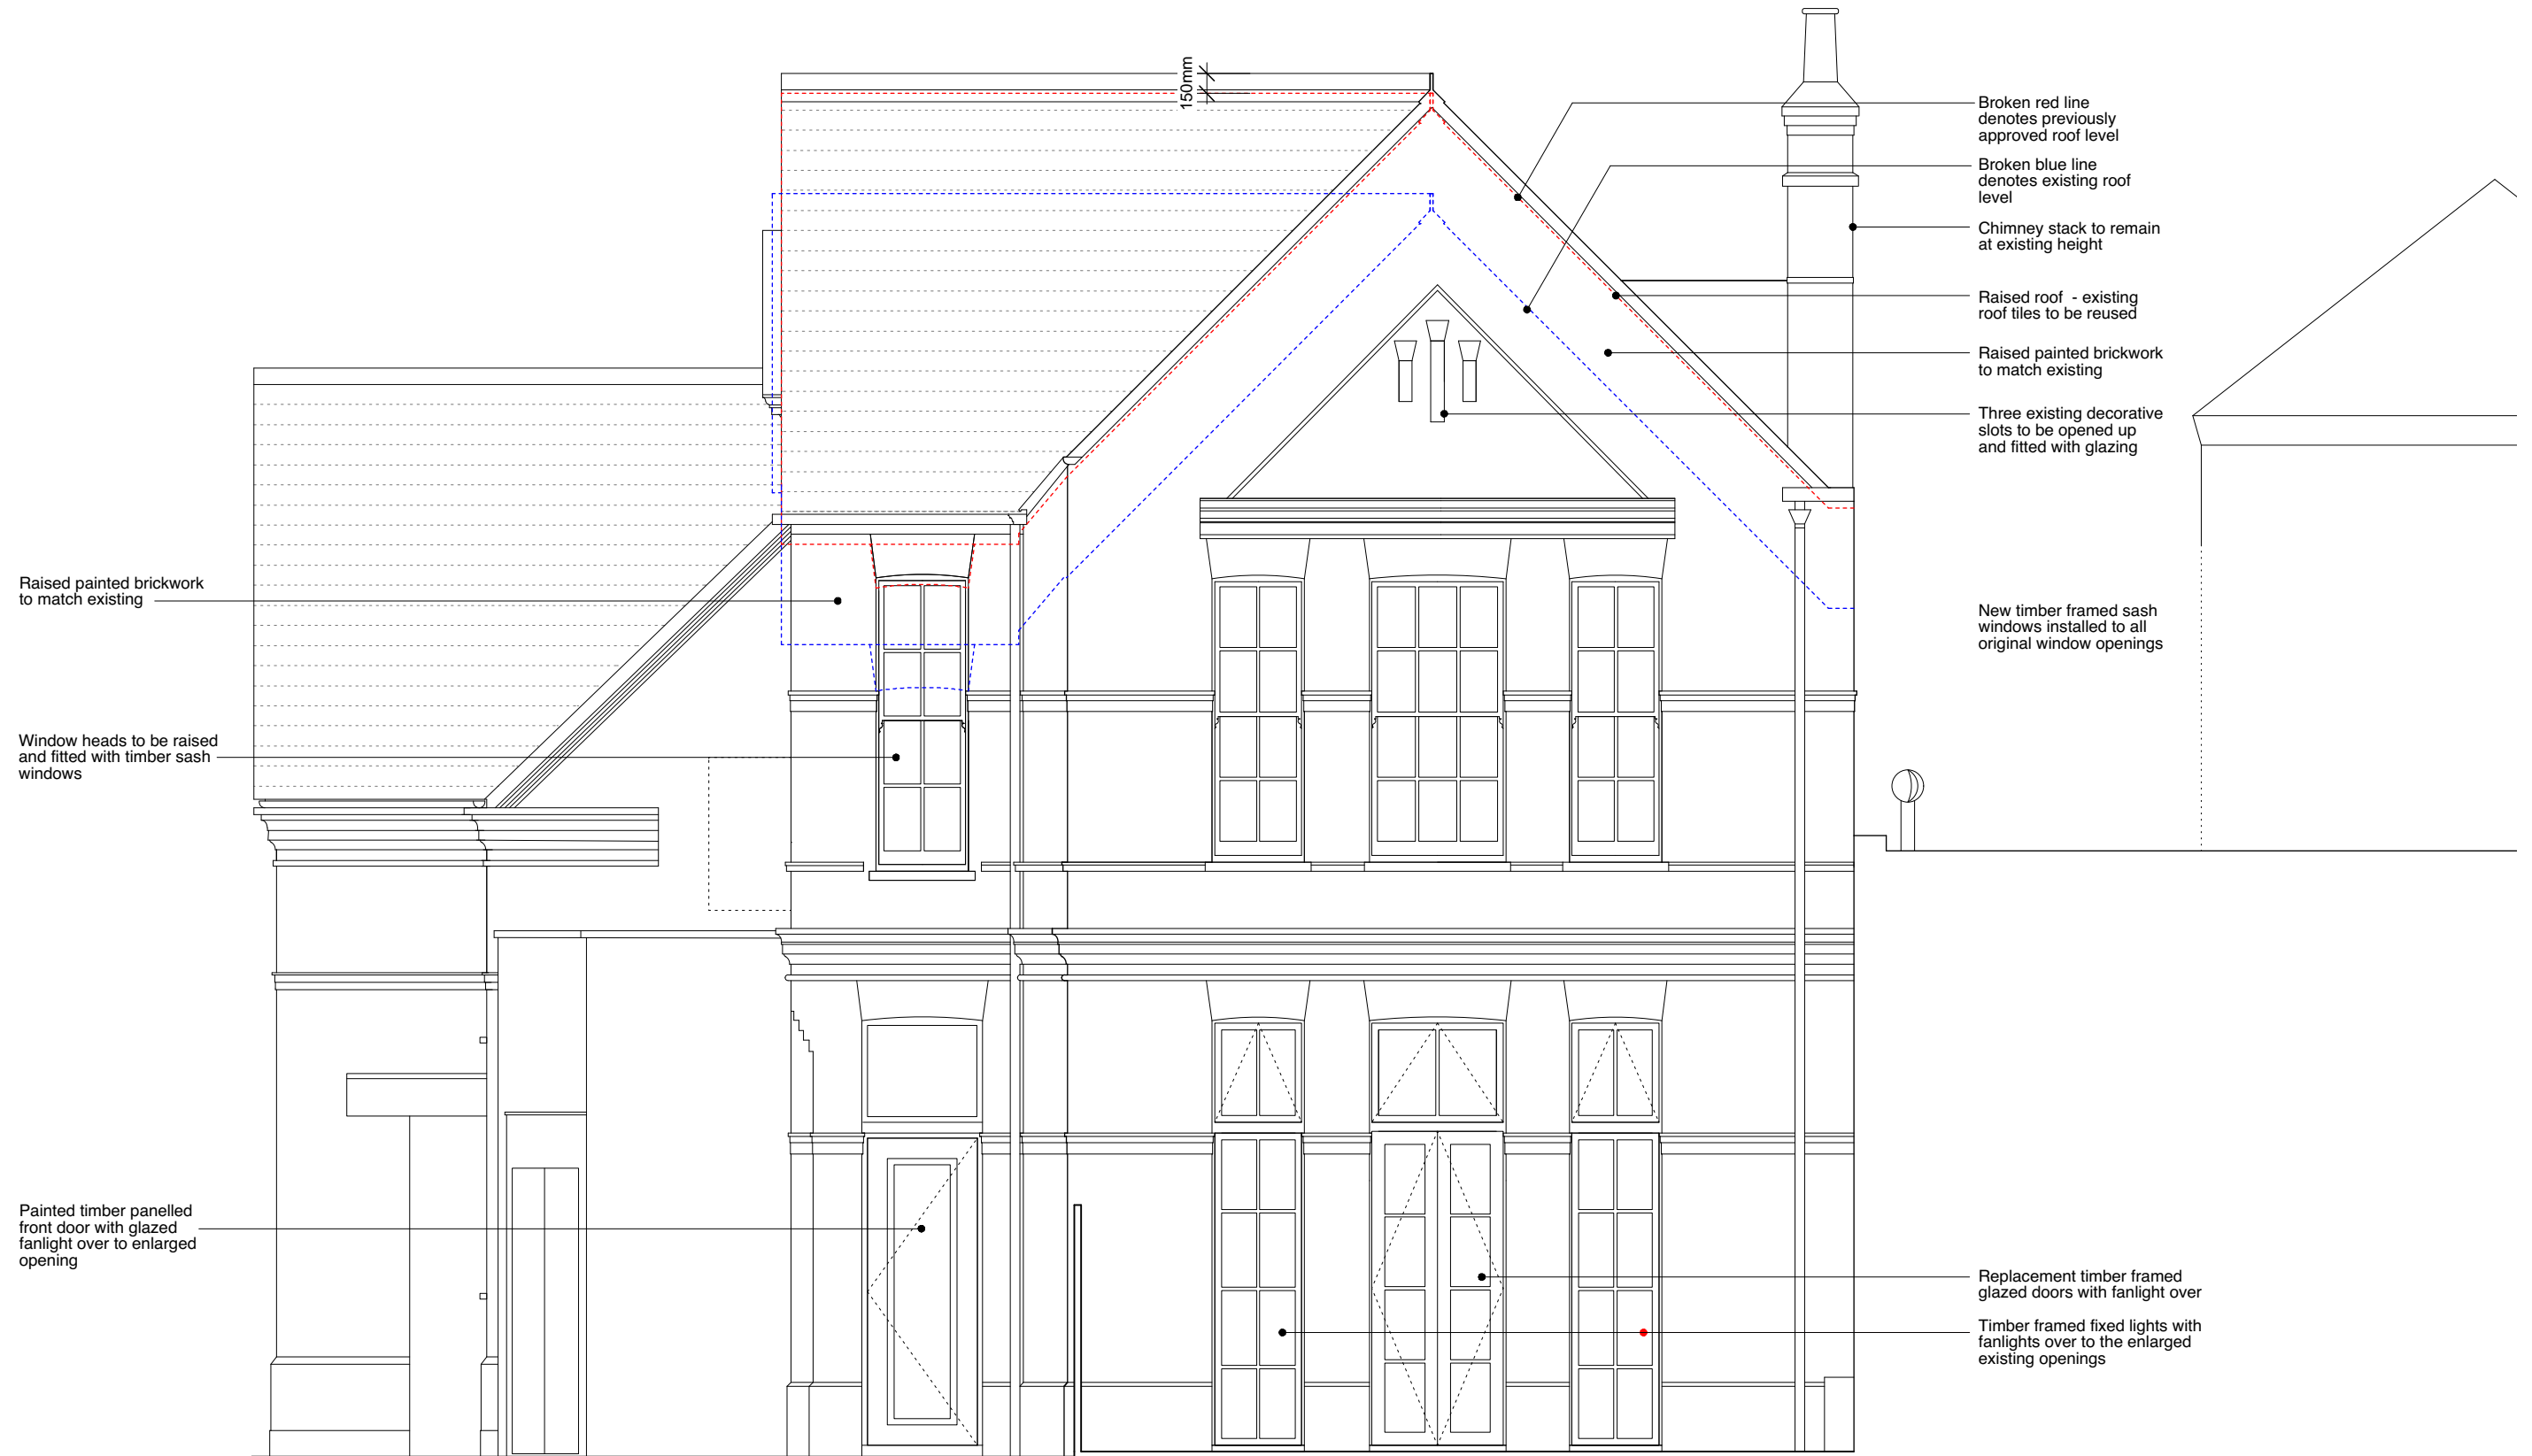 150mm
Broken red line
denotes previously
approved roof level
Broken blue line
denotes existing roof
level
Chimney stack to remain
at existing height
Raised roof - existing
roof tiles to be reused
Raised painted brickwork
to match existing
Three existing decorative
slots to be opened up
and fitted with glazing
Raised painted brickwork
to match existing
New timber framed sash
windows installed to all
original window openings
Window heads to be raised
and fitted with timber sash
windows
Painted timber panelled
front door with glazed
fanlight over to enlarged
opening
Replacement timber framed
glazed doors with fanlight over
Timber framed fixed lights with
fanlights over to the enlarged
existing openings